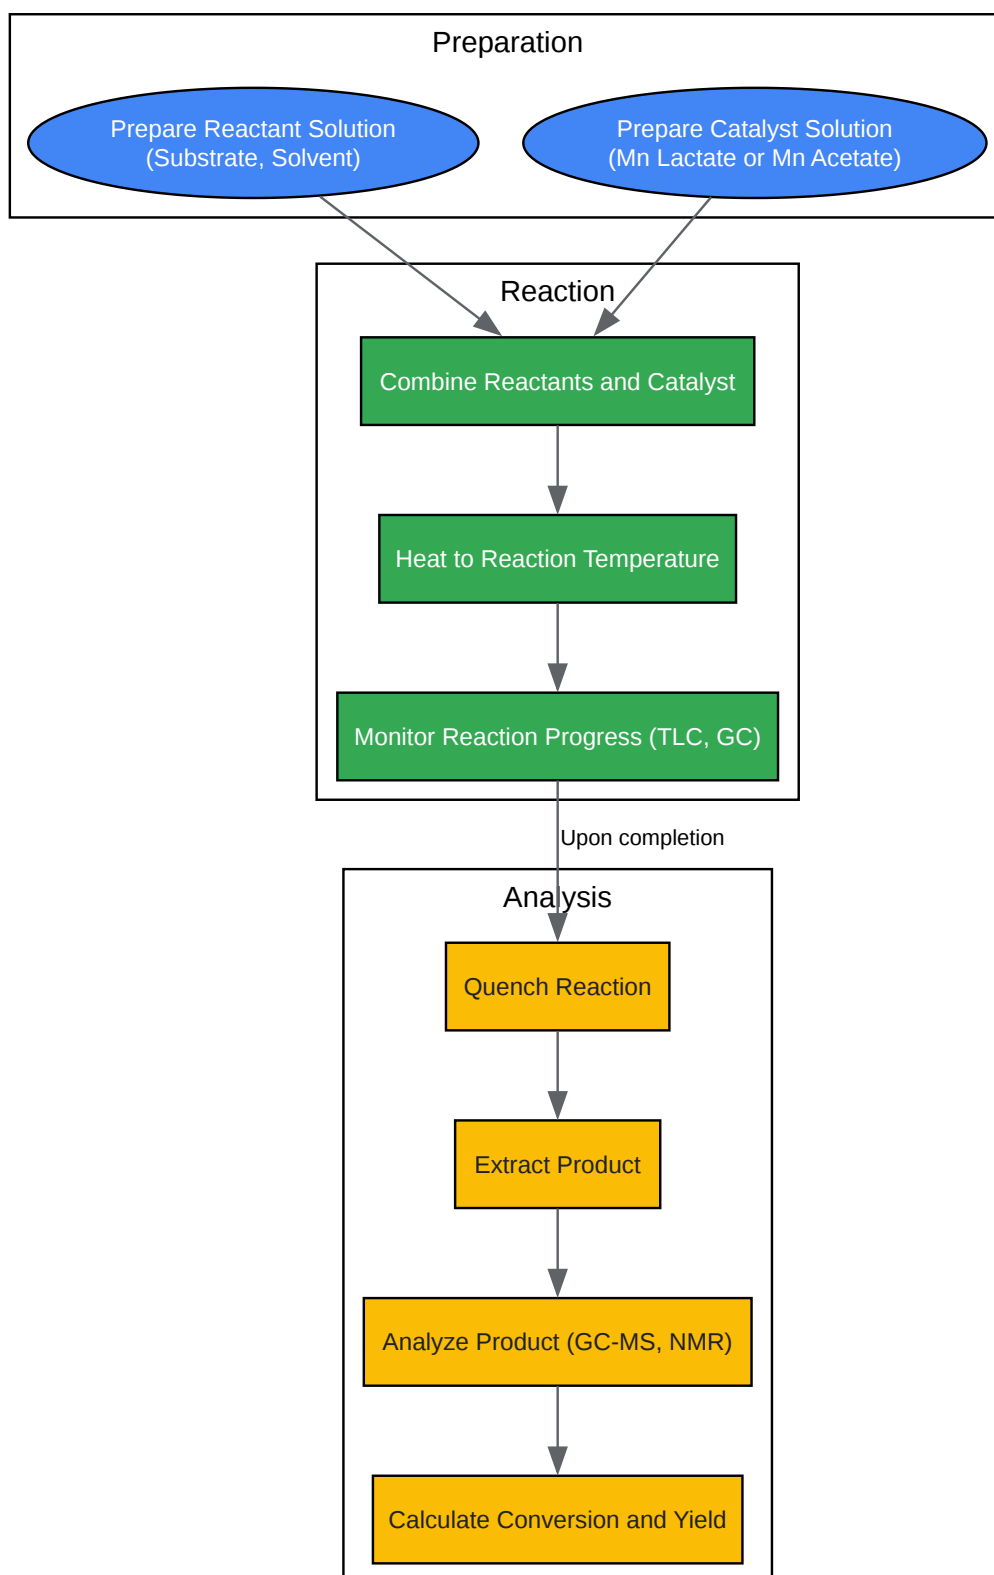 Preparation
Prepare Reactant Solution
(Substrate, Solvent)
Prepare Catalyst Solution
(Mn Lactate or Mn Acetate)
Reaction
Combine Reactants and Catalyst
Heat to Reaction Temperature
Monitor Reaction Progress (TLC, GC)
Upon completion
Analysis
Quench Reaction
Extract Product
Analyze Product (GC-MS, NMR)
Calculate Conversion and Yield